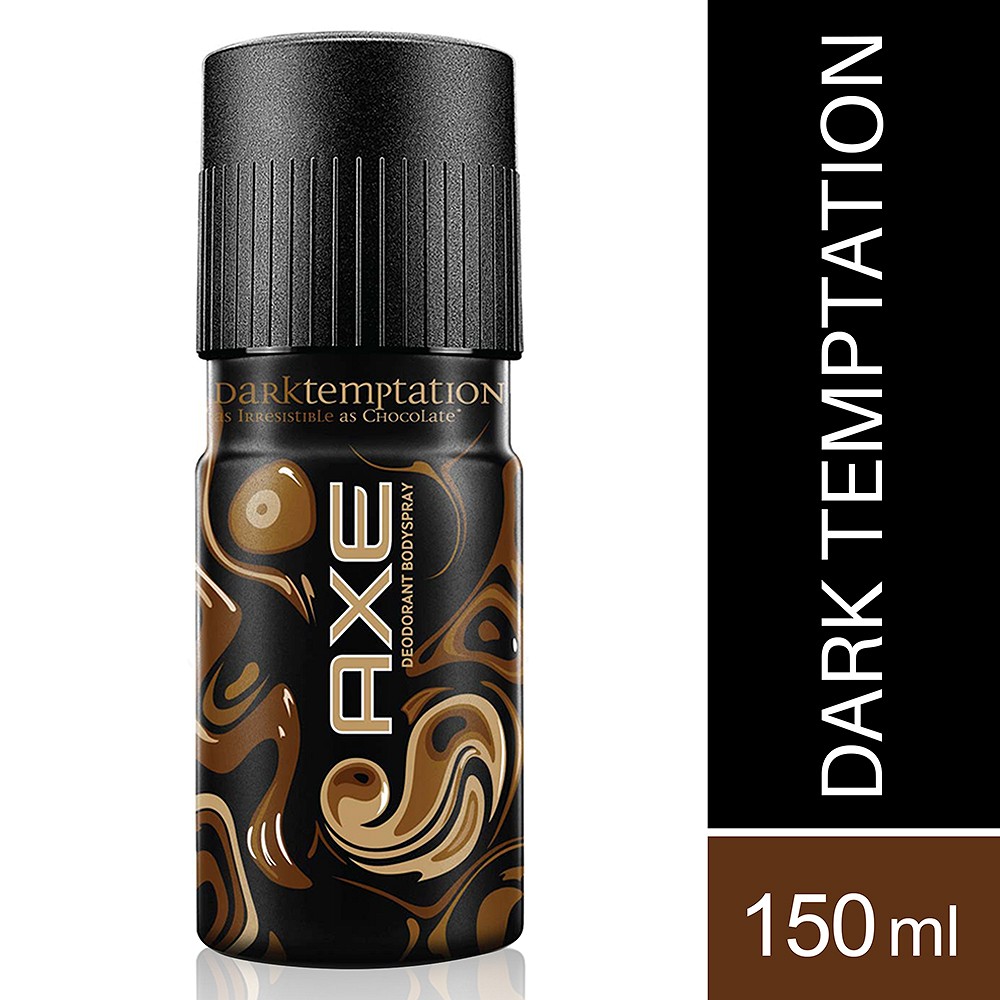 DarktemptatION
as Irresistible as Chocolate™
AXE
DEODORANT BODYSPRAY
DARK TEMPTATION
150 ml